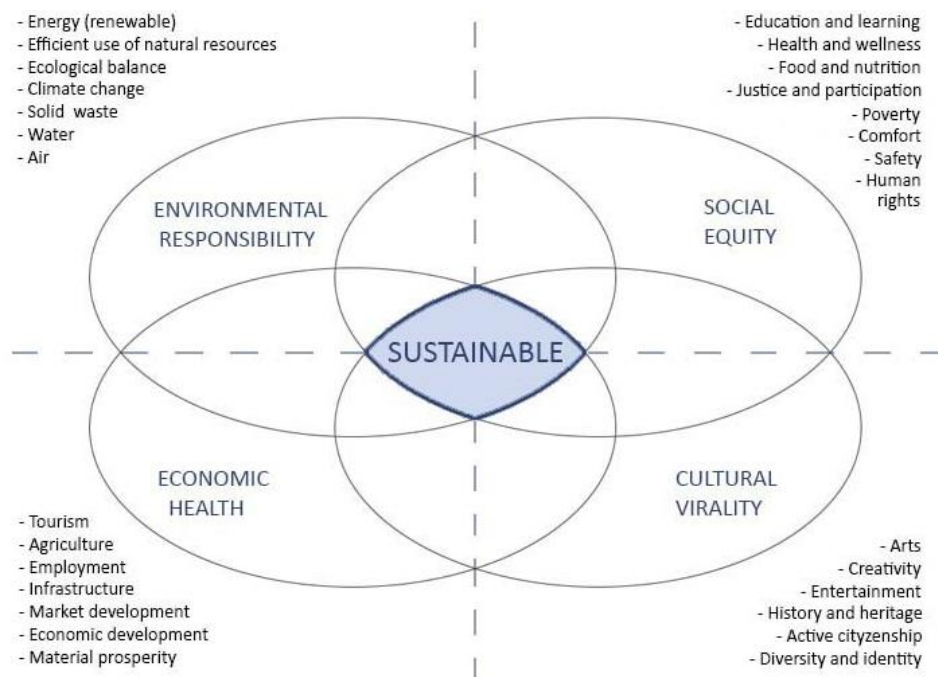 - Energy (renewable)
- Efficient use of natural resources
- Ecological balance
- Climate change
- Solid waste
- Water
- Air
- Education and learning
- Health and wellness
- Food and nutrition
- Justice and participation
- Poverty
- Comfort
- Safety
- Human
rights
ENVIRONMENTAL
RESPONSIBILITY
SOCIAL
EQUITY
SUSTAINABLE
ECONOMIC
HEALTH
CULTURAL
VIRALITY
- Tourism
- Agriculture
- Employment
- Infrastructure
- Market development
- Economic development
- Material prosperity
- Arts
- Creativity
- Entertainment
- History and heritage
- Active cityzenship
- Diversity and identity